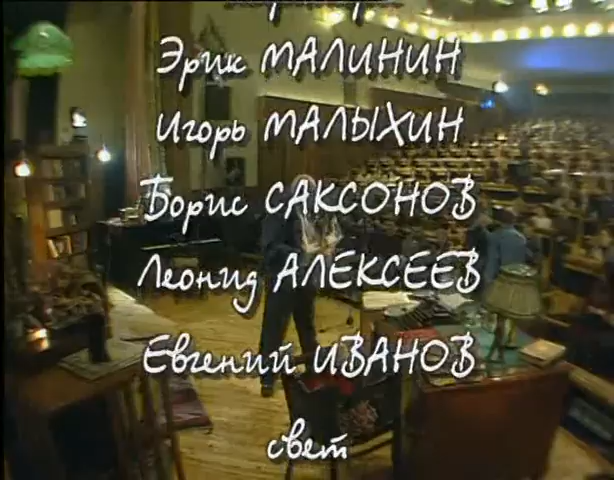 Эрик МАЛИНИН
Игорь МАЛЫХИН
Борис САКСОНОВ
Леонид АЛЕКСЕЕВ
Евгений ИВАНОВ
свет